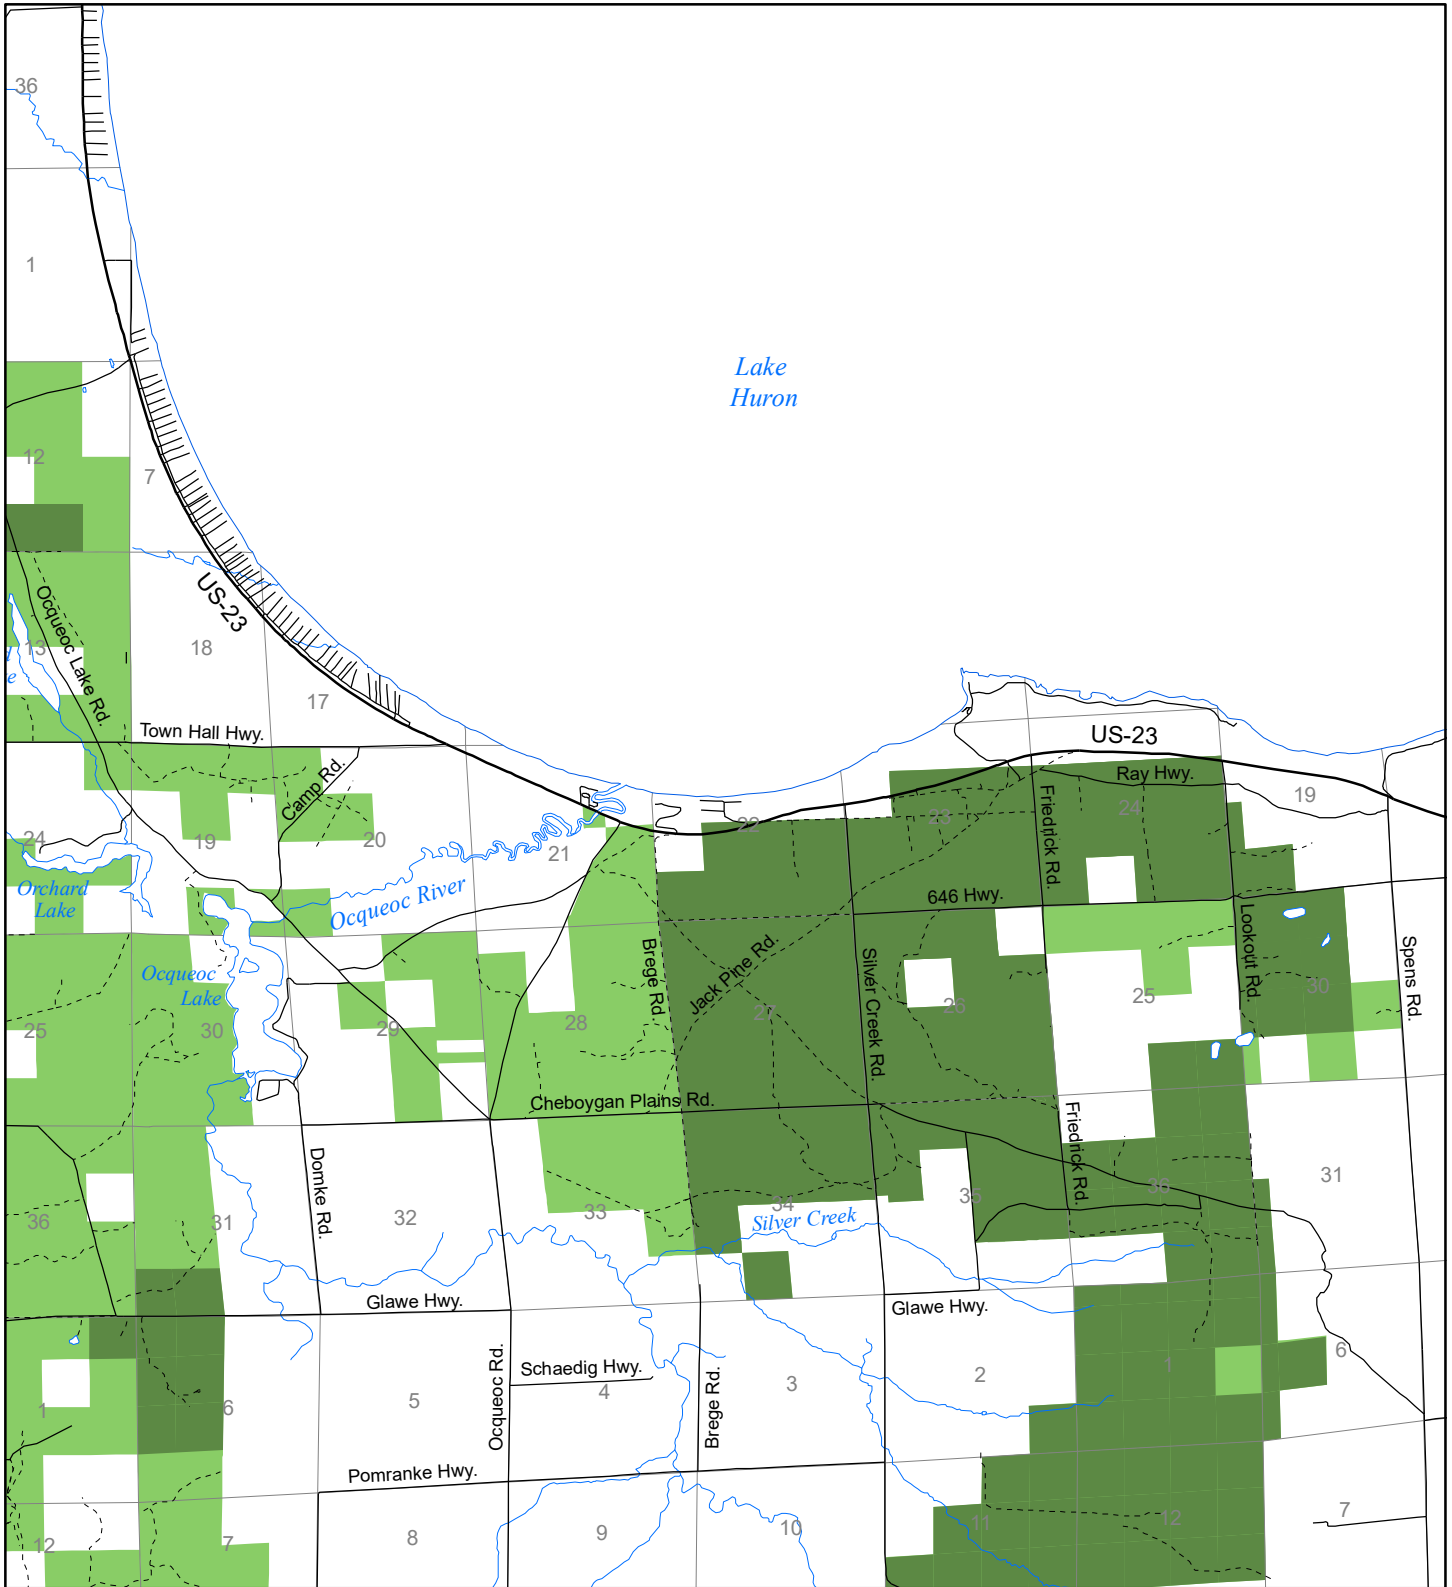 36
1
Lake
Huron
12
7
US-23
Ocqueoc Lake Rd.
13
18
e
17
Town Hall Hwy.
US-23
Ray Hwy.
Camp Rd.
19
Friedrick Rd.
24
23
22
24
19
20
21
Orchard
Lake
Ocqueoc River
646 Hwy.
Lookout Rd.
Brege Rd.
Jack Pine Rd.
Silver Creek Rd.
Spens Rd.
Ocqueoc
Lake
25
30
29
28
27
26
25
30
Cheboygan Plains Rd.
Friedrick Rd.
Domke Rd.
36
31
32
33
34
35
36
31
Silver Creek
Glawe Hwy.
Glawe Hwy.
Ocqueoc Rd.
Schaedig Hwy.
Brege Rd.
1
6
5
4
3
2
1
6
Pomranke Hwy.
12
7
8
9
10
11
12
7